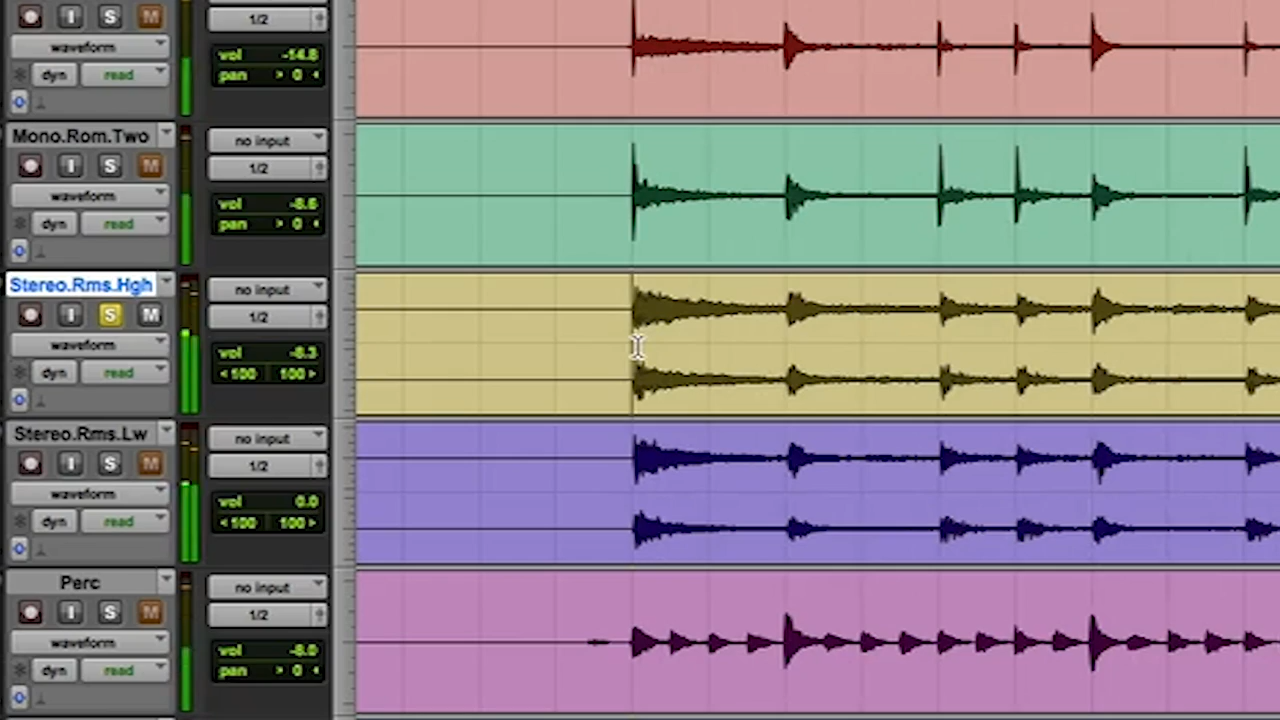 I S M
1/2
waveform
vol -14.8
dyn read
pan > 0 <
Mono.Rom.Two
no input
I S M
1/2
waveform
vol -8.6
dyn read
pan > 0 <
Stereo.Rms.Hgh
no input
I S M
1/2
waveform
vol -8.3
dyn read
<100 100>
Stereo.Rms.Lw
no input
I S M
1/2
waveform
vol 0.0
dyn read
<100 100>
Perc
no input
I S M
1/2
waveform
vol -8.0
dyn read
pan > 0 <